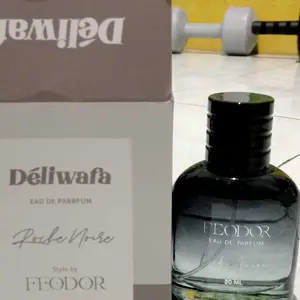 Déliwafa
Déliwafa
EAU DE PARFUM
Roche Noire
Style by
FEODOR
FEODOR
EAU DE PARFUM
80 ML